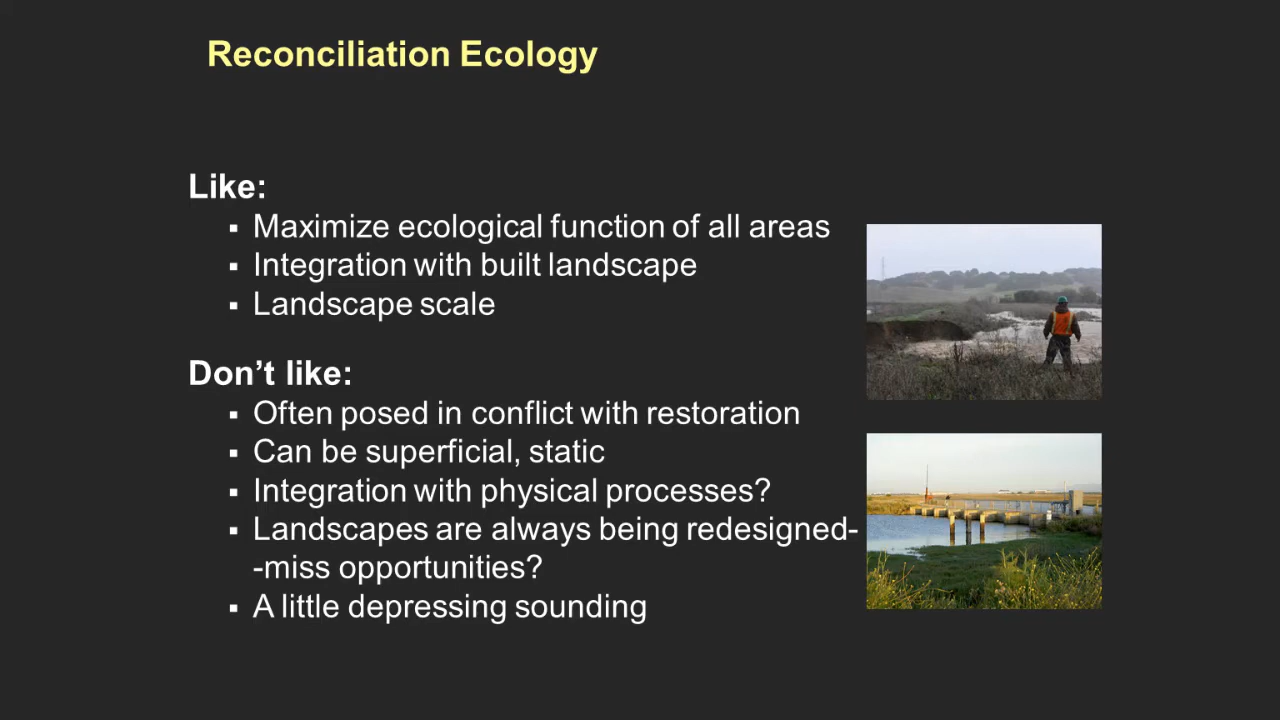 Reconciliation Ecology
Like:
▪ Maximize ecological function of all areas
▪ Integration with built landscape
▪ Landscape scale
Don’t like:
▪ Often posed in conflict with restoration
▪ Can be superficial, static
▪ Integration with physical processes?
▪ Landscapes are always being redesigned-
-miss opportunities?
▪ A little depressing sounding